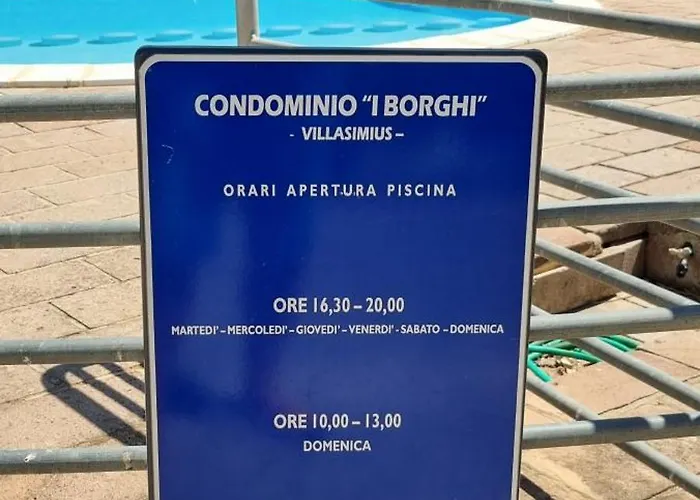 CONDOMINIO "I BORGHI"
- VILLASIMIUS –
ORARI APERTURA PISCINA
ORE 16,30 – 20,00
MARTEDI' – MERCOLEDI' – GIOVEDI' – VENERDI' - SABATO – DOMENICA
ORE 10,00 – 13,00
DOMENICA